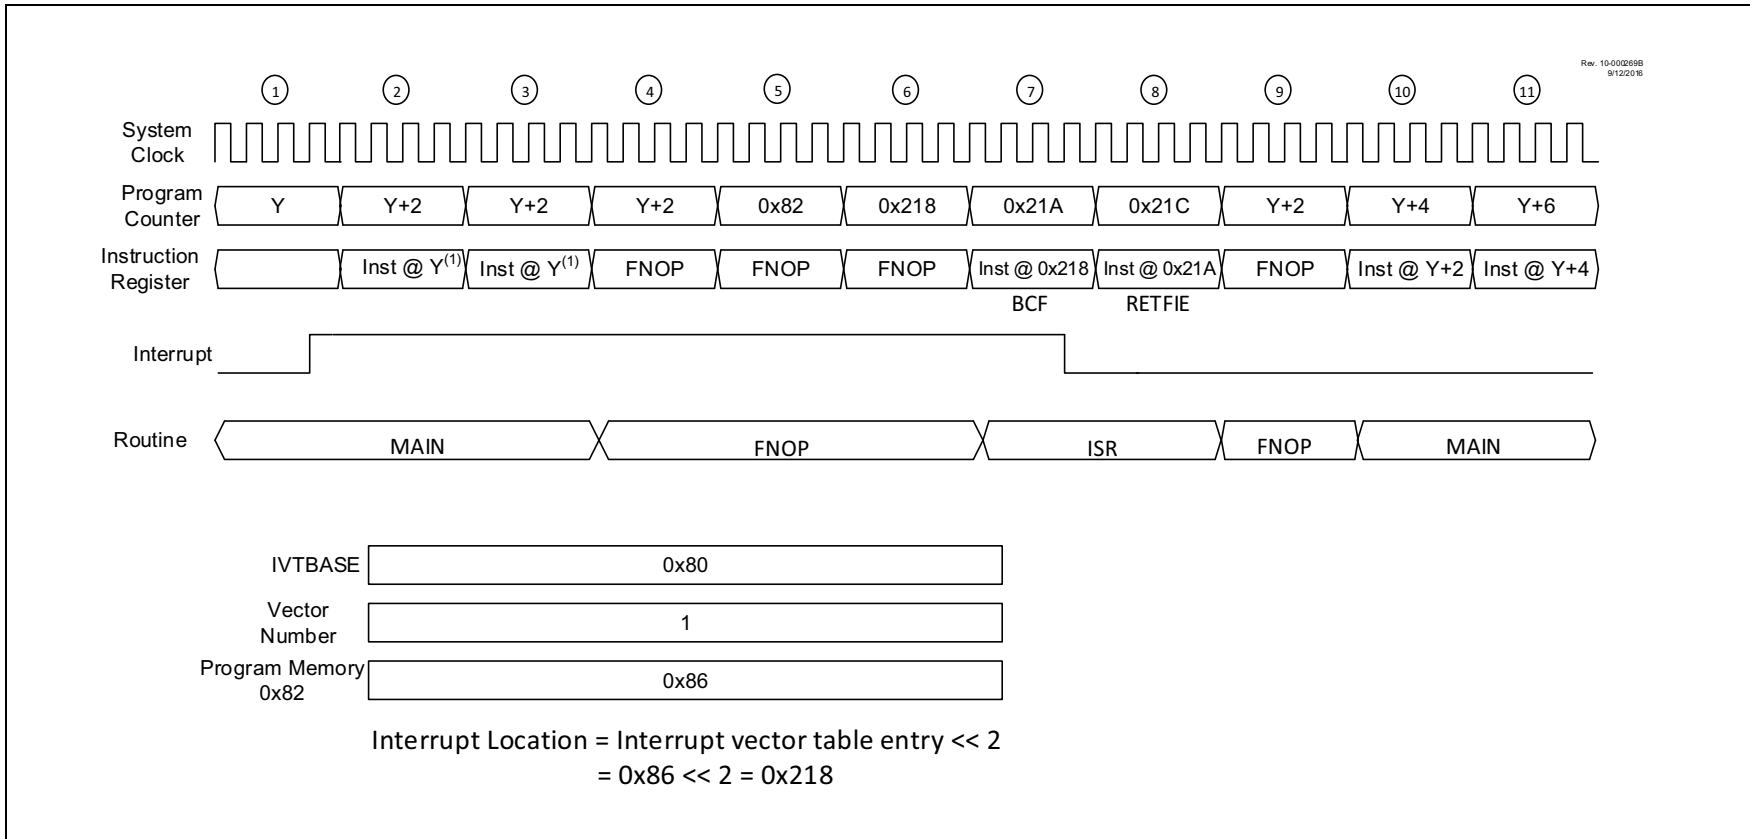 Rev. 10-000269B
9/12/2016
1 2 3 4 5 6 7 8 9 10 11
System
Clock
Program
Counter
Y Y+2 Y+2 Y+2 0x82 0x218 0x21A 0x21C Y+2 Y+4 Y+6
Instruction
Register
Inst @ Y(1) Inst @ Y(1) FNOP FNOP FNOP Inst @ 0x218 Inst @ 0x21A FNOP Inst @ Y+2 Inst @ Y+4
BCF RETFIE
Interrupt
Routine MAIN FNOP ISR FNOP MAIN
IVTBASE 0x80
Vector
Number
1
Program Memory
0x82
0x86
Interrupt Location = Interrupt vector table entry << 2
= 0x86 << 2 = 0x218